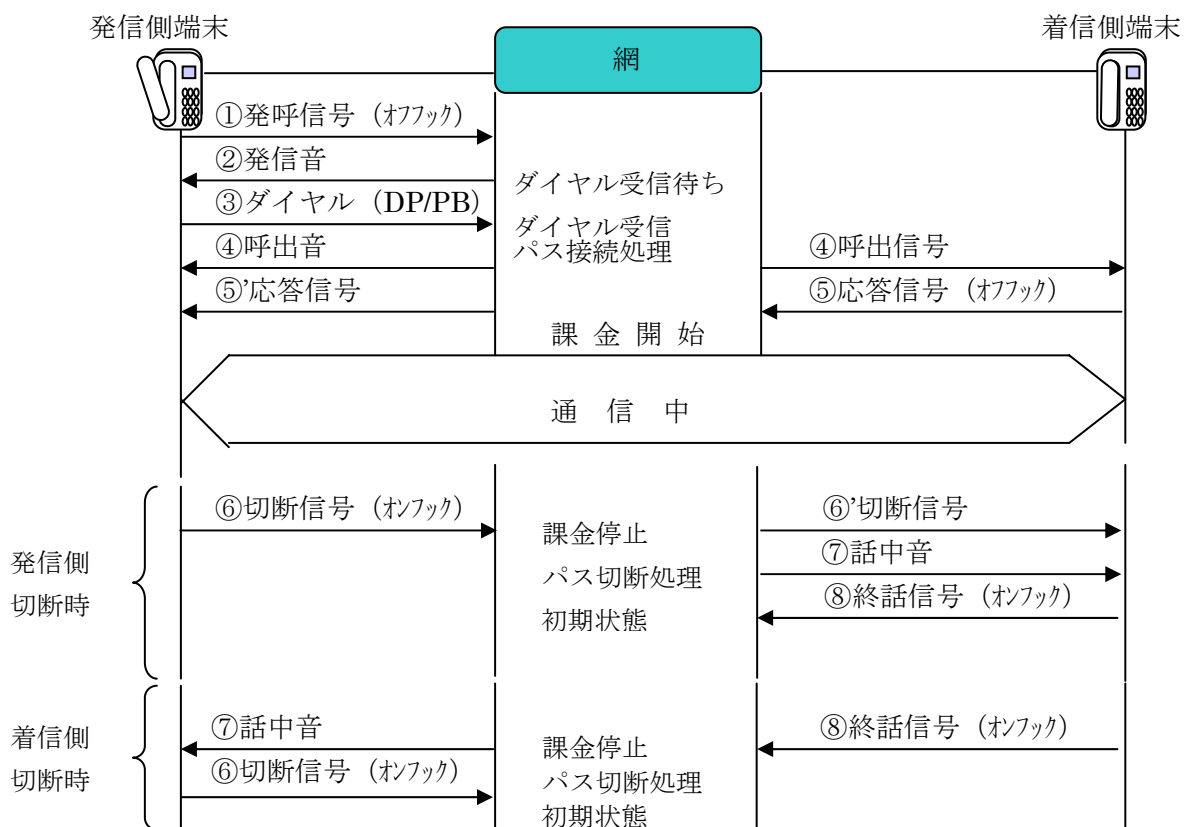 発信側端末
網
着信側端末
①発呼信号（ｵﾌﾌｯｸ）
②発信音
ダイヤル受信待ち
③ダイヤル（DP/PB）
ダイヤル受信
④呼出音
パス接続処理
④呼出信号
⑤'応答信号
⑤応答信号（ｵﾌﾌｯｸ）
課金開始
通信中
発信側
切断時
⑥切断信号（ｵﾝﾌｯｸ）
課金停止
パス切断処理
初期状態
⑥'切断信号
⑦話中音
⑧終話信号（ｵﾝﾌｯｸ）
着信側
切断時
⑦話中音
⑥切断信号（ｵﾝﾌｯｸ）
課金停止
パス切断処理
初期状態
⑧終話信号（ｵﾝﾌｯｸ）